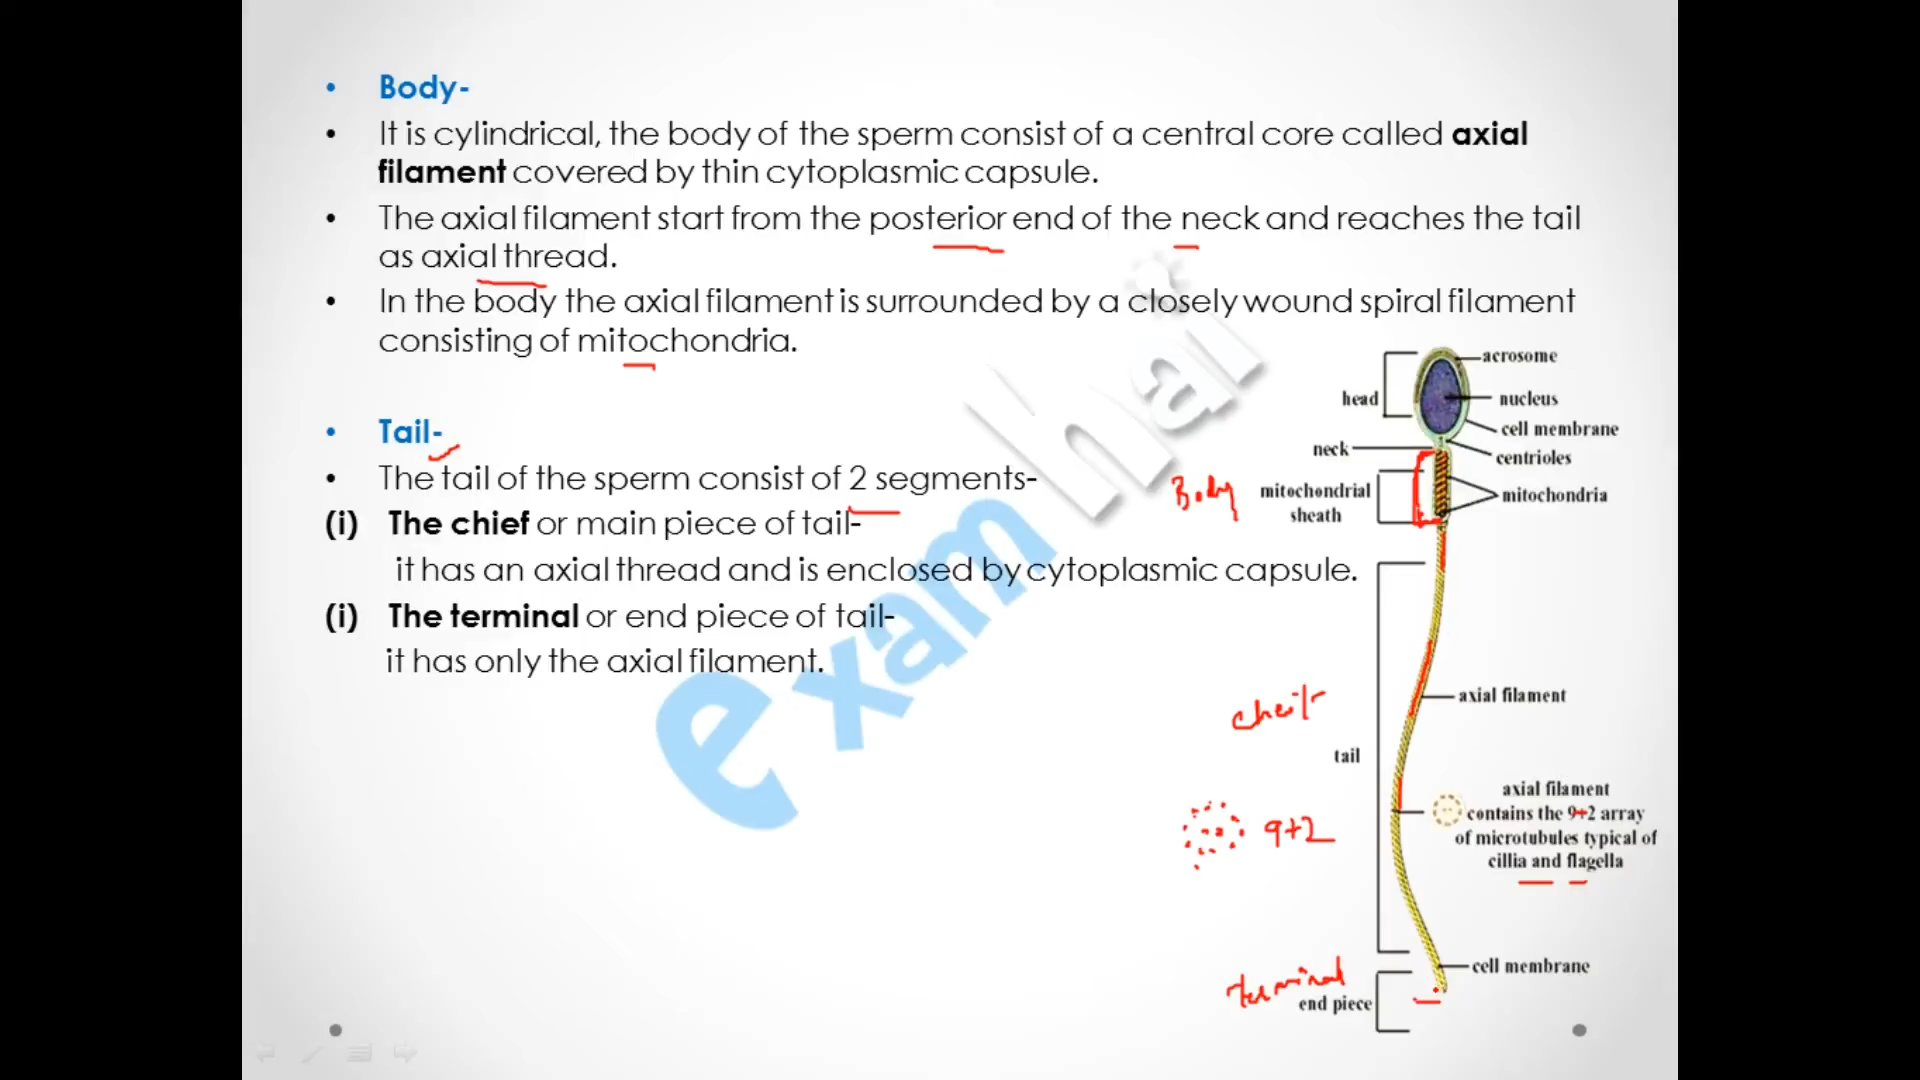 • Body-
• It is cylindrical, the body of the sperm consist of a central core called axial
filament covered by thin cytoplasmic capsule.
• The axial filament start from the posterior end of the neck and reaches the tail
as axial thread.
• In the body the axial filament is surrounded by a closely wound spiral filament
consisting of mitochondria.
• Tail-
• The tail of the sperm consist of 2 segments-
(i) The chief or main piece of tail-
it has an axial thread and is enclosed by cytoplasmic capsule.
(i) The terminal or end piece of tail-
it has only the axial filament.
exam hai
acrosome
head
nucleus
cell membrane
neck
centrioles
Body
mitochondrial
sheath
mitochondria
axial filament
cheif
tail
axial filament
contains the 9+2 array
of microtubules typical of
cillia and flagella
9+2
cell membrane
terminal
end piece